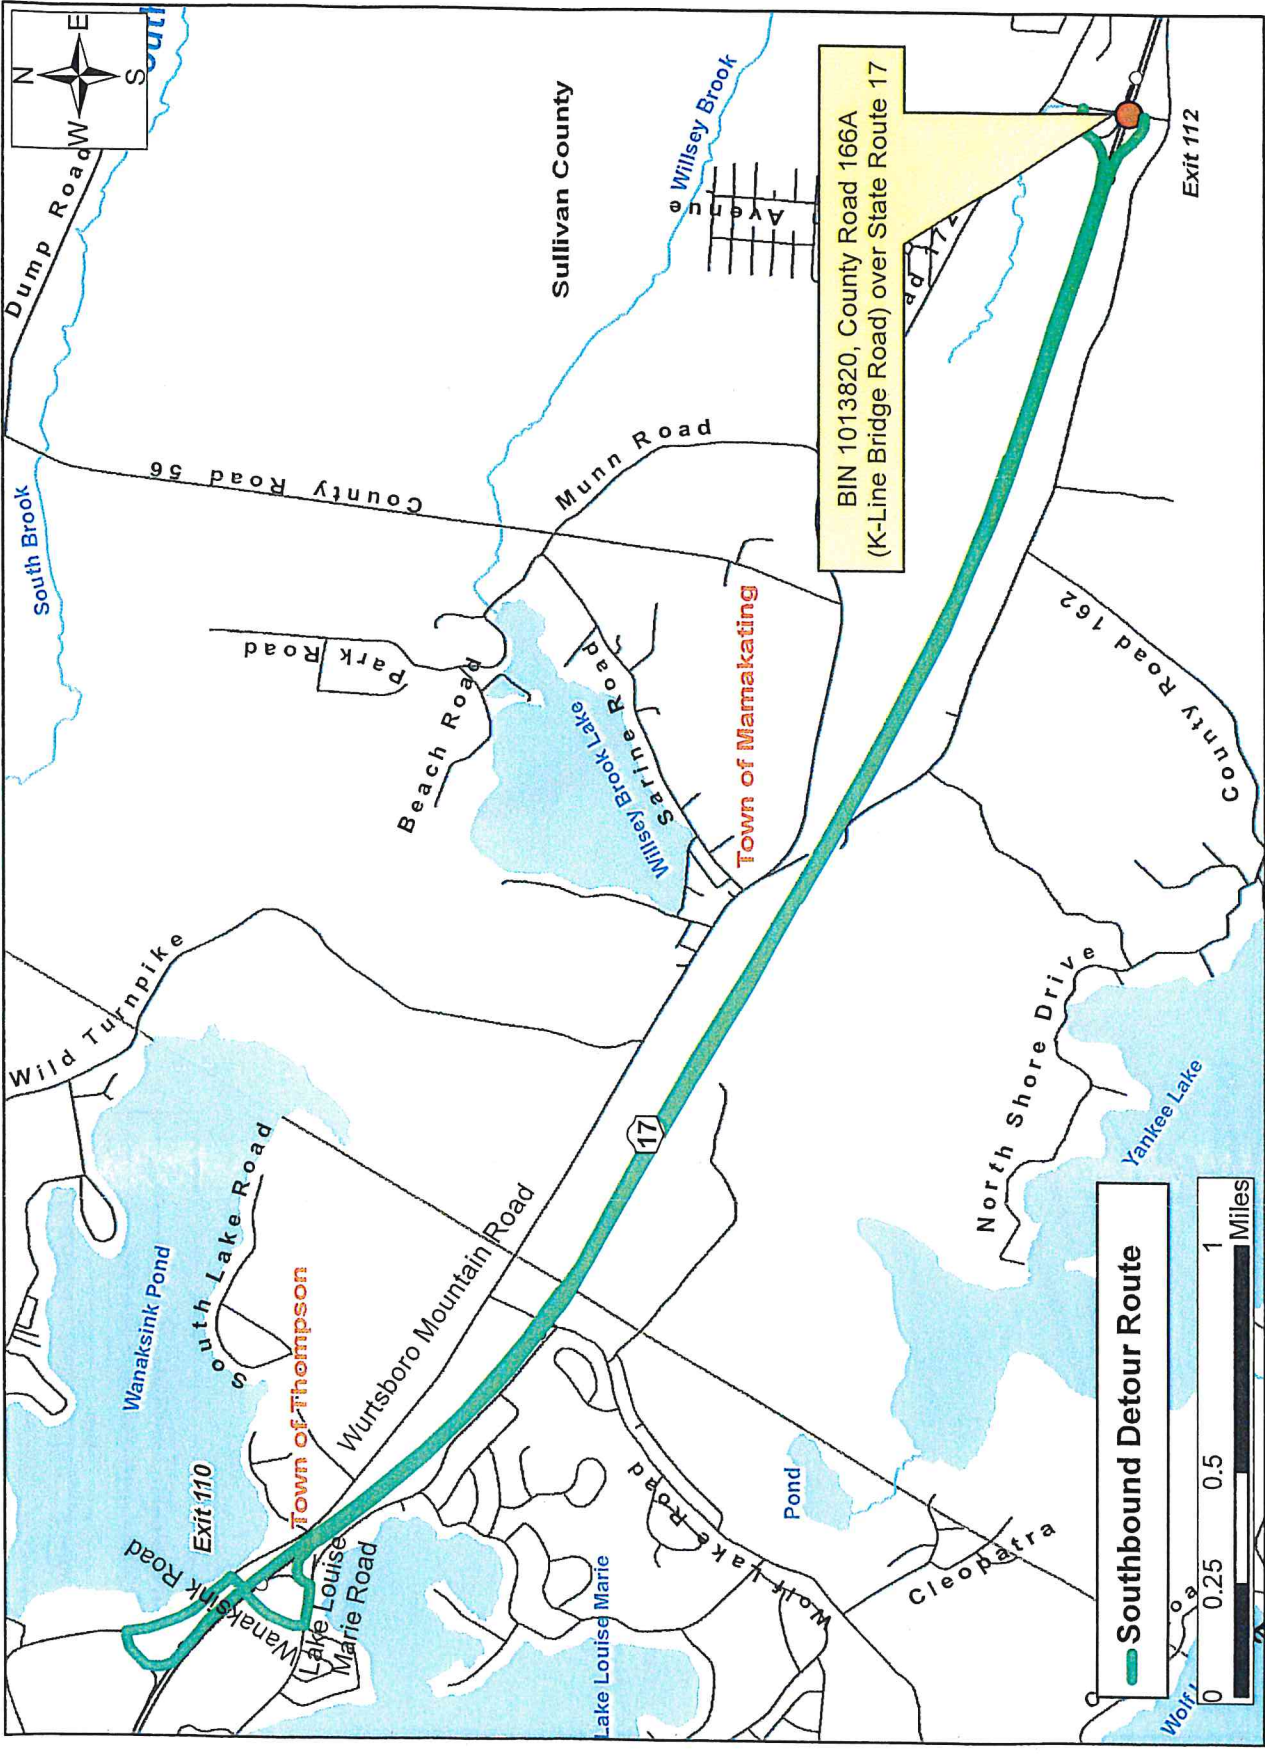 N
W
E
S
Dump Road
South Brook
County Road 56
Willsey Brook
Sullivan County
Avenue
BIN 1013820, County Road 166A
(K-Line Bridge Road) over State Route 17
Exit 112
Munn Road
Park Road
Beach Road
Willsey Brook Lake
Sarine Road
Town of Mamakating
County Road 162
Wild Turnpike
North Shore Drive
Yankee Lake
17
South Lake Road
Wanaksink Pond
Town of Thompson
Wurtsboro Mountain Road
Exit 110
Wanaksink Road
Lake Louise
Marie Road
Lake Louise Marie
Wolf Lake Road
Pond
Cleopatra
Southbound Detour Route
0 0.25 0.5 1
Miles